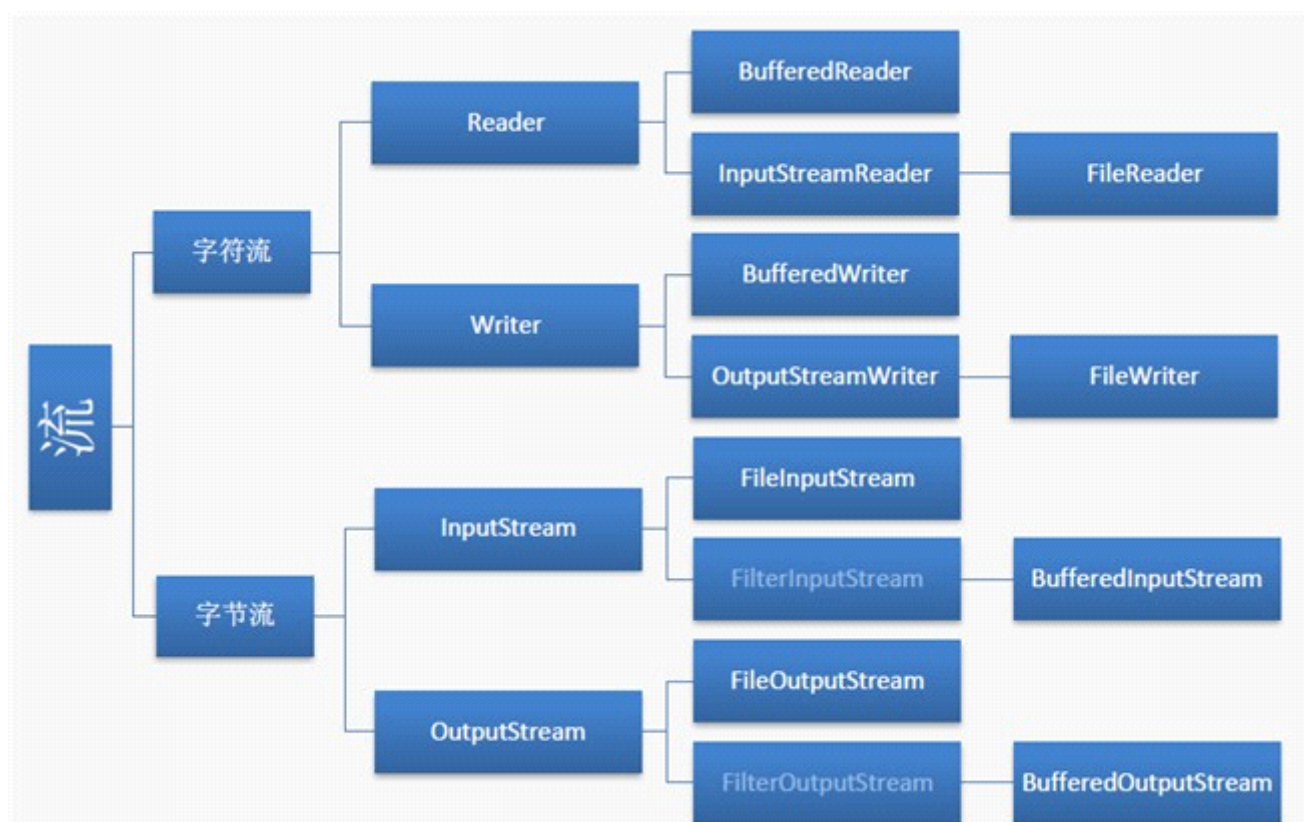 BufferedReader
Reader
InputStreamReader
FileReader
字符流
BufferedWriter
Writer
OutputStreamWriter
FileWriter
流
FileInputStream
InputStream
FilterInputStream
BufferedInputStream
字节流
FileOutputStream
OutputStream
FilterOutputStream
BufferedOutputStream